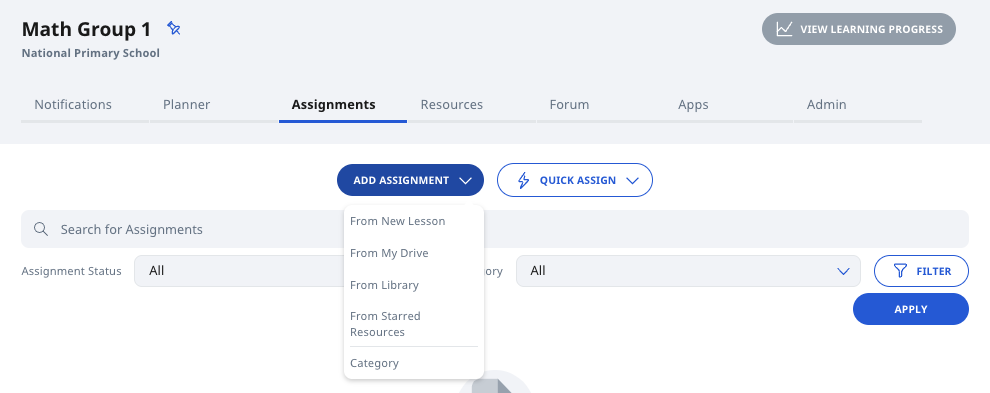 Math Group 1
VIEW LEARNING PROGRESS
National Primary School
Notifications Planner Assignments Resources Forum Apps Admin
ADD ASSIGNMENT QUICK ASSIGN
Search for Assignments
Assignment Status All ory All FILTER
APPLY
From New Lesson
From My Drive
From Library
From Starred
Resources
Category